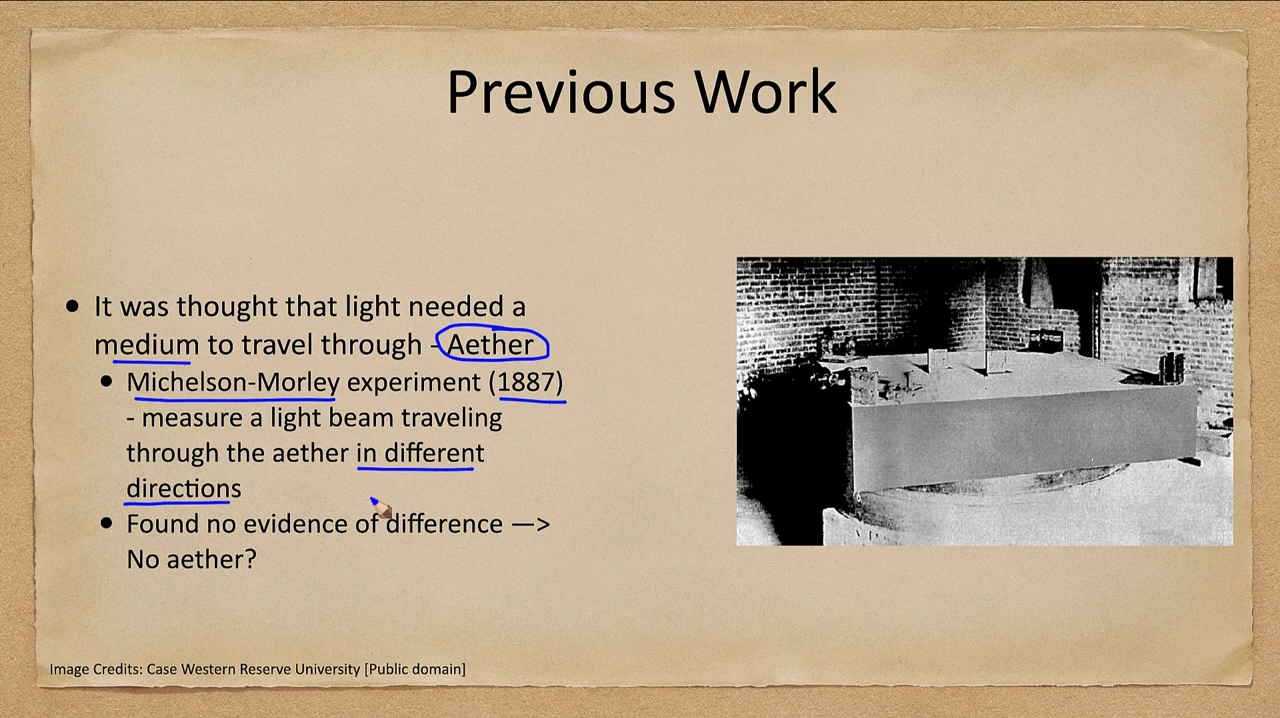 Previous Work
• It was thought that light needed a
medium to travel through - Aether
• Michelson-Morley experiment (1887)
- measure a light beam traveling
through the aether in different
directions
• Found no evidence of difference —>
No aether?
Image Credits: Case Western Reserve University [Public domain]